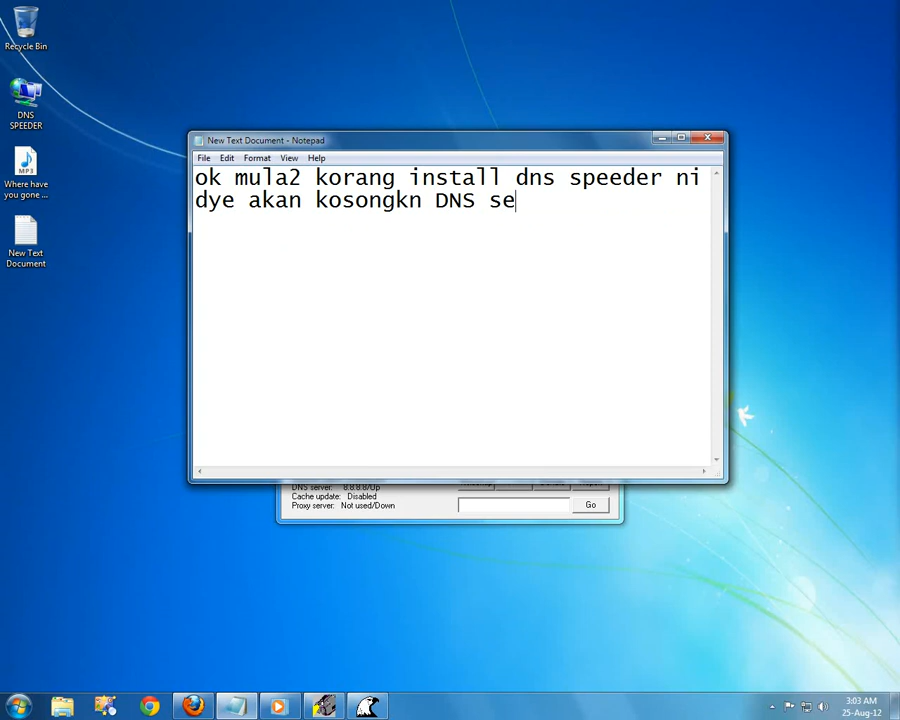 Recycle Bin
DNS
SPEEDER
MP3
Where have
you gone ...
New Text
Document
New Text Document - Notepad
File Edit Format View Help
ok mula2 korang install dns speeder ni
dye akan kosongkn DNS se
DNS server: 8.8.8.8/Up
Cache update: Disabled
Proxy server: Not used/Down
Go
3:03 AM
25-Aug-12